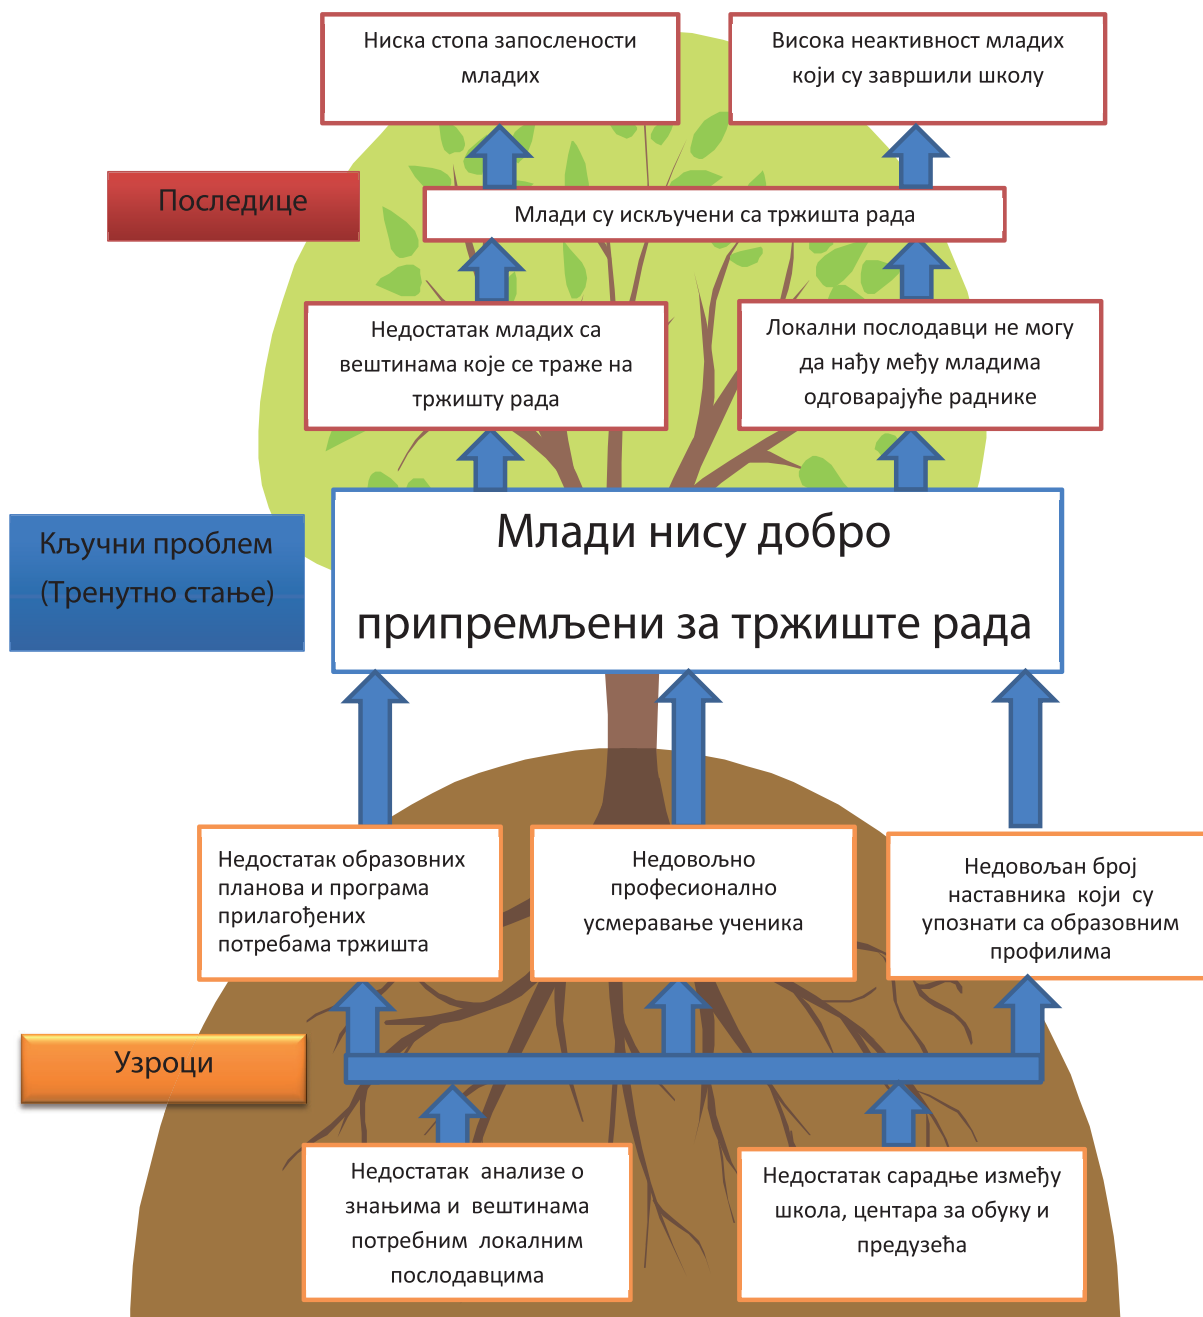 Ниска стопа запослености
младих
Висока неактивност младих
који су завршили школу
Последице
Млади су искључени са тржишта рада
Недостатак младих са
вештинама које се траже на
тржишту рада
Локални послодавци не могу
да нађу међу младима
одговарајуће раднике
Кључни проблем
(Тренутно стање)
Млади нису добро
припремљени за тржиште рада
Недостатак образовних
планова и програма
прилагођених
потребама тржишта
Недовољно
професионално
усмеравање ученика
Недовољан број
наставника који су
упознати са образовним
профилима
Узроци
Недостатак анализе о
знањима и вештинама
потребним локалним
послодавцима
Недостатак сарадње између
школа, центара за обуку и
предузећа